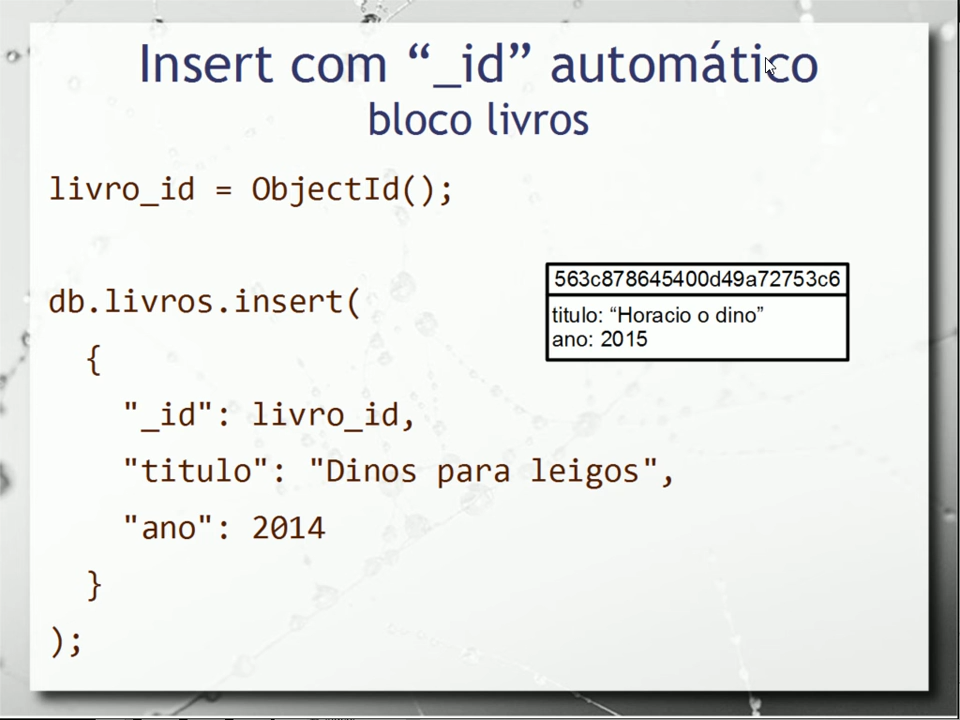 Insert com “_id” automático
bloco livros
livro_id = ObjectId();
db.livros.insert(
{
"_id": livro_id,
"titulo": "Dinos para leigos",
"ano": 2014
}
);
563c878645400d49a72753c6
titulo: “Horacio o dino”
ano: 2015